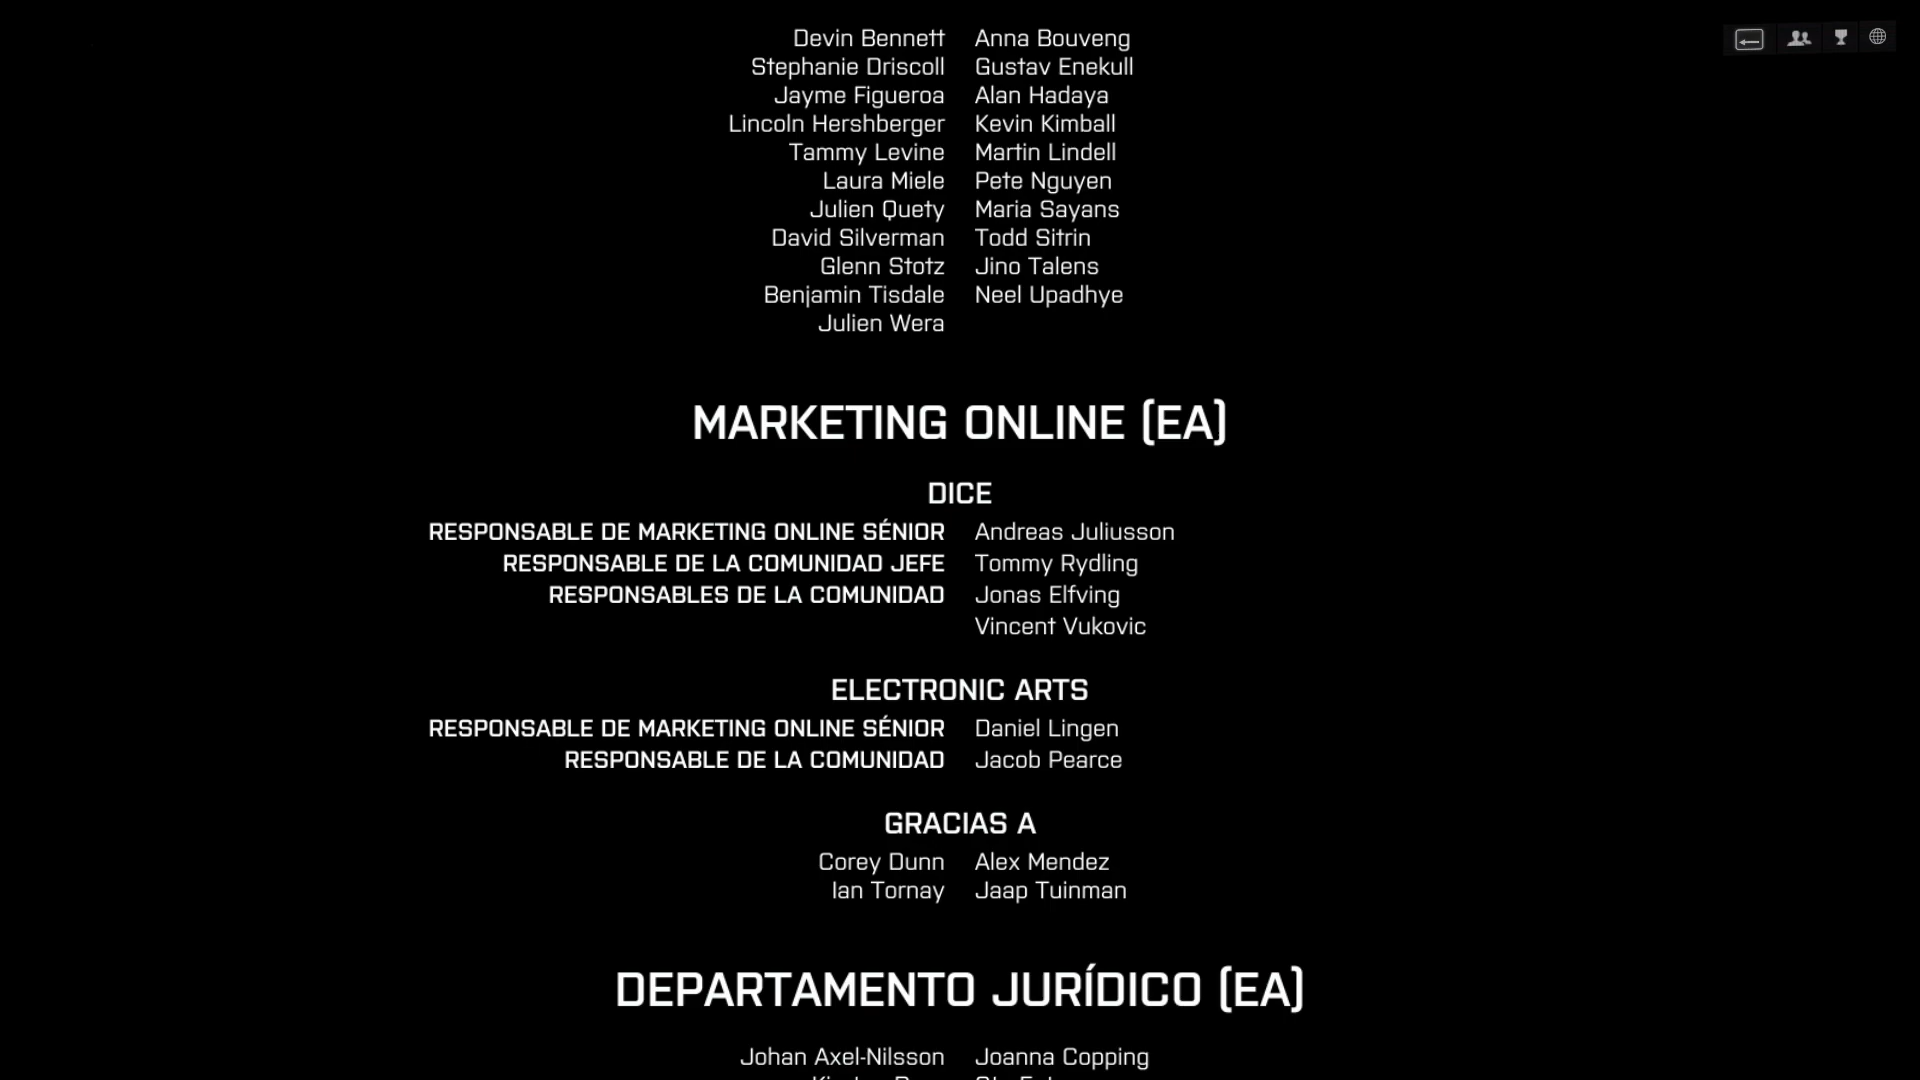 Devin Bennett Anna Bouveng
Stephanie Driscoll Gustav Enekull
Jayme Figueroa Alan Hadaya
Lincoln Hershberger Kevin Kimball
Tammy Levine Martin Lindell
Laura Miele Pete Nguyen
Julien Quety Maria Sayans
David Silverman Todd Sitrin
Glenn Stotz Jino Talens
Benjamin Tisdale Neel Upadhye
Julien Wera
MARKETING ONLINE (EA)
DICE
RESPONSABLE DE MARKETING ONLINE SÉNIOR Andreas Juliusson
RESPONSABLE DE LA COMUNIDAD JEFE Tommy Rydling
RESPONSABLES DE LA COMUNIDAD Jonas Elfving
Vincent Vukovic
ELECTRONIC ARTS
RESPONSABLE DE MARKETING ONLINE SÉNIOR Daniel Lingen
RESPONSABLE DE LA COMUNIDAD Jacob Pearce
GRACIAS A
Corey Dunn Alex Mendez
Ian Tornay Jaap Tuinman
DEPARTAMENTO JURÍDICO (EA)
Johan Axel-Nilsson Joanna Copping